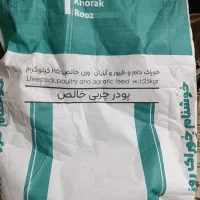 Khorak
Rooz
خوراک دام و طیور و آبزیان وزن خالص ۲۵ کیلوگرم
Livestock,poultry and aquatic feed w.t:25kgr
پودر چربی خالص
خوشنام خوراک روز